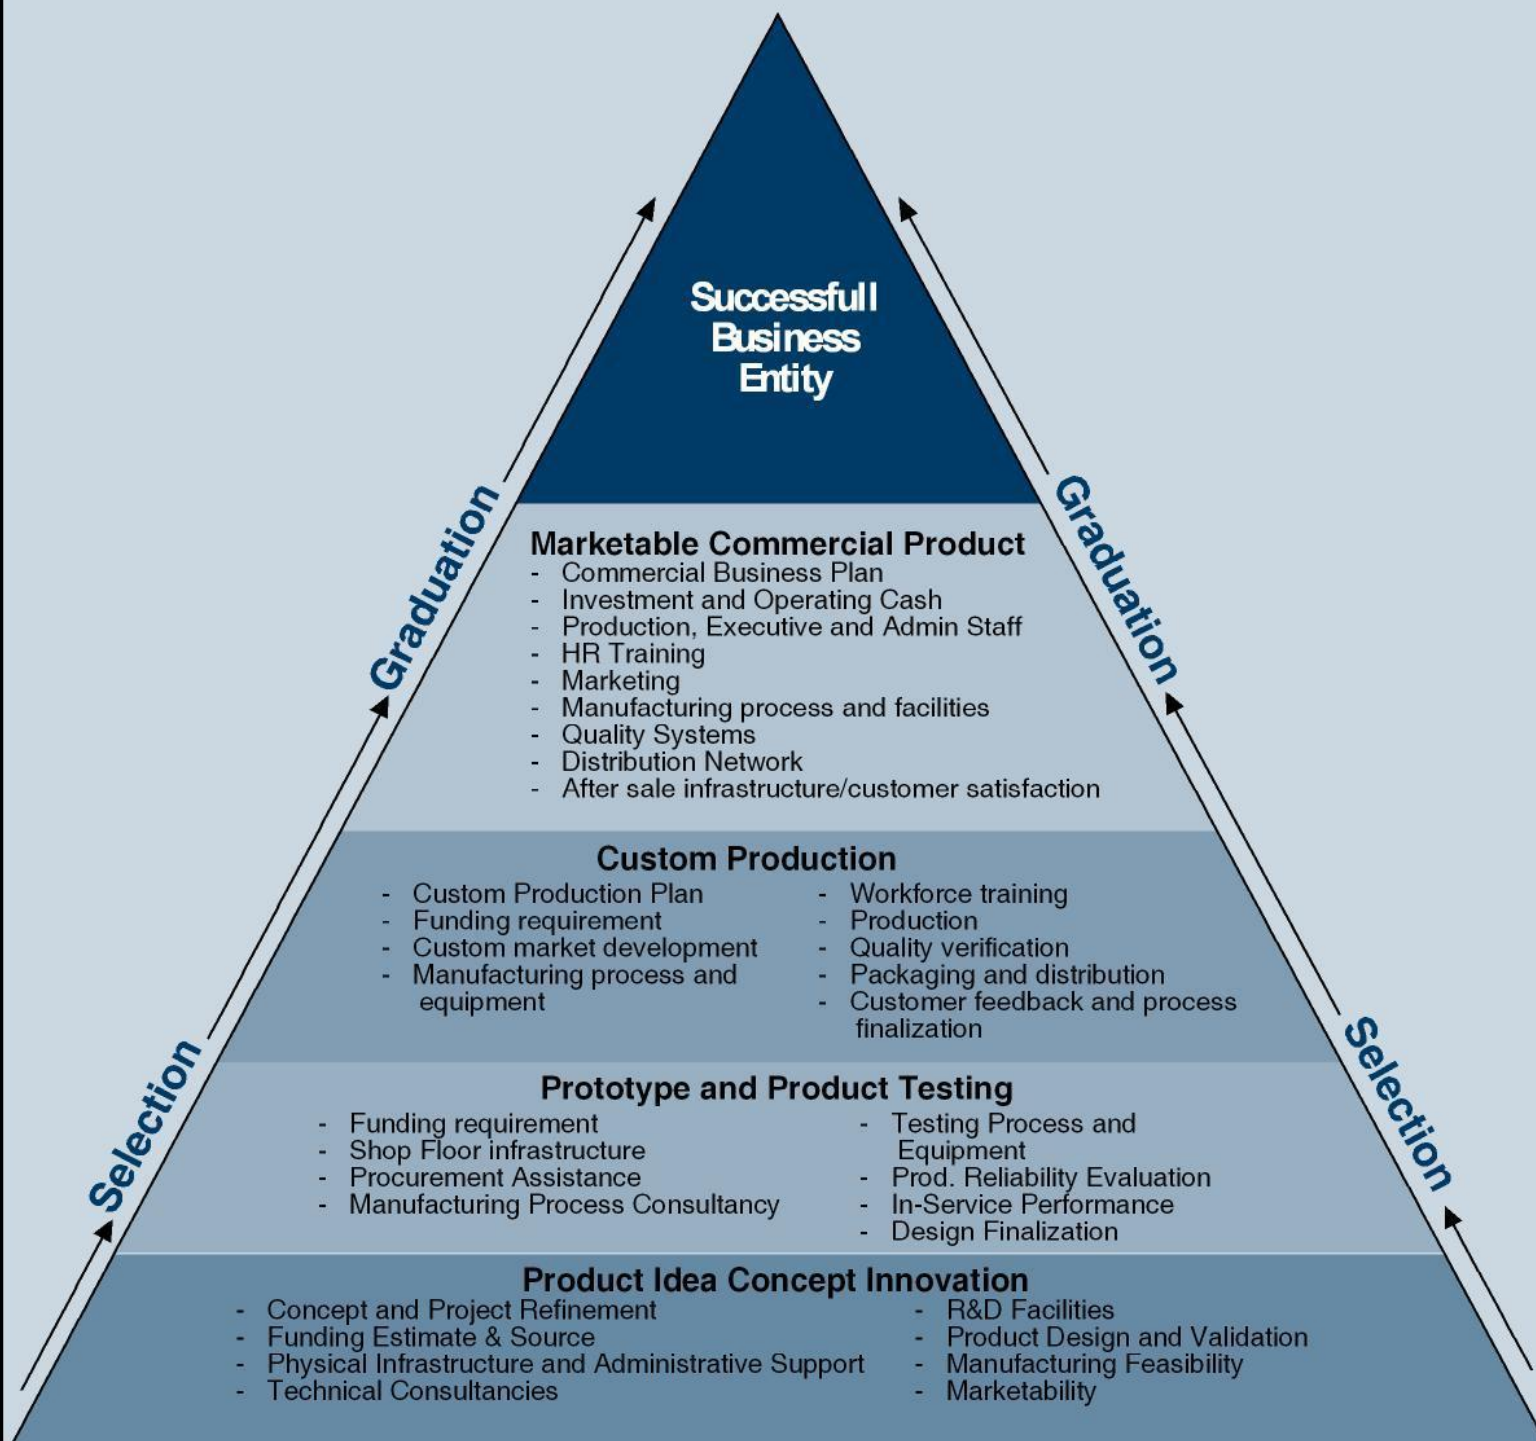 Successfull
Business
Entity
Graduation
Graduation
Marketable Commercial Product
- Commercial Business Plan
- Investment and Operating Cash
- Production, Executive and Admin Staff
- HR Training
- Marketing
- Manufacturing process and facilities
- Quality Systems
- Distribution Network
- After sale infrastructure/customer satisfaction
Custom Production
- Custom Production Plan
- Funding requirement
- Custom market development
- Manufacturing process and
equipment
- Workforce training
- Production
- Quality verification
- Packaging and distribution
- Customer feedback and process
finalization
Selection
Selection
Prototype and Product Testing
- Funding requirement
- Shop Floor infrastructure
- Procurement Assistance
- Manufacturing Process Consultancy
- Testing Process and
Equipment
- Prod. Reliability Evaluation
- In-Service Performance
- Design Finalization
Product Idea Concept Innovation
- Concept and Project Refinement
- Funding Estimate & Source
- Physical Infrastructure and Administrative Support
- Technical Consultancies
- R&D Facilities
- Product Design and Validation
- Manufacturing Feasibility
- Marketability